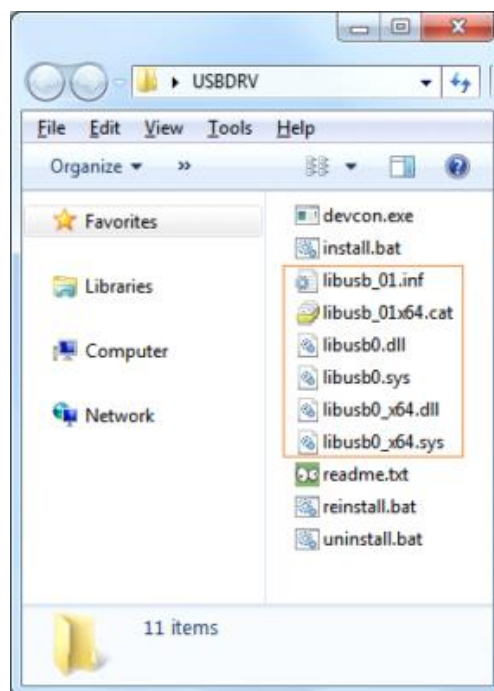 USBDRV
File Edit View Tools Help
Organize »
Favorites
Libraries
Computer
Network
devcon.exe
install.bat
libusb_01.inf
libusb_01x64.cat
libusb0.dll
libusb0.sys
libusb0_x64.dll
libusb0_x64.sys
readme.txt
reinstall.bat
uninstall.bat
11 items